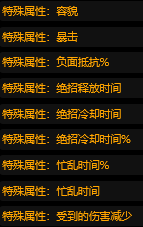 特殊属性：容貌
特殊属性：暴击
特殊属性：负面抵抗%
特殊属性：绝招释放时间
特殊属性：绝招冷却时间
特殊属性：绝招冷却时间%
特殊属性：忙乱时间%
特殊属性：忙乱时间
特殊属性：受到的伤害减少